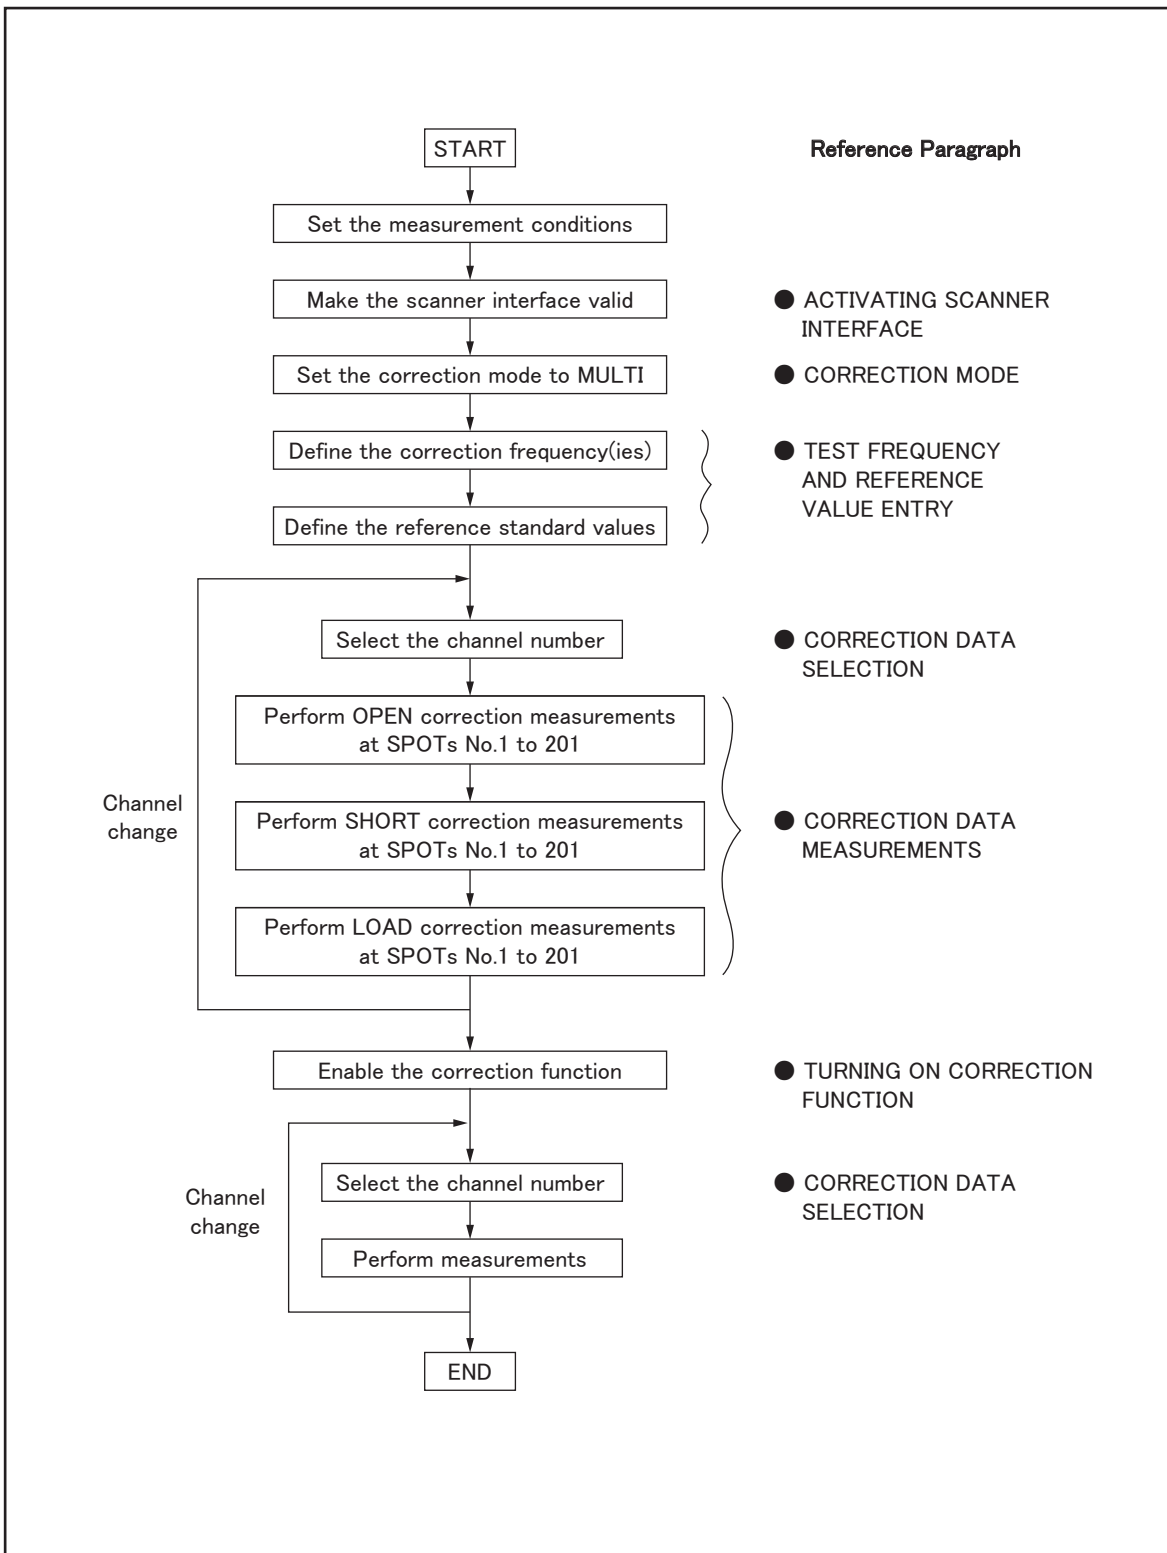 START
Reference Paragraph
Set the measurement conditions
Make the scanner interface valid
● ACTIVATING SCANNER
INTERFACE
Set the correction mode to MULTI
● CORRECTION MODE
Define the correction frequency(ies)
● TEST FREQUENCY
AND REFERENCE
VALUE ENTRY
Define the reference standard values
Select the channel number
● CORRECTION DATA
SELECTION
Perform OPEN correction measurements
at SPOTs No.1 to 201
Channel
change
Perform SHORT correction measurements
at SPOTs No.1 to 201
● CORRECTION DATA
MEASUREMENTS
Perform LOAD correction measurements
at SPOTs No.1 to 201
Enable the correction function
● TURNING ON CORRECTION
FUNCTION
Channel
change
Select the channel number
● CORRECTION DATA
SELECTION
Perform measurements
END